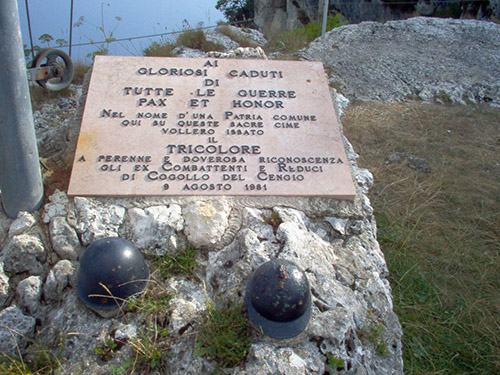 AI
GLORIOSI CADUTI
DI
TUTTE LE GUERRE
PAX ET HONOR
NEL NOME D'UNA PATRIA COMUNE
QUI SU QUESTE SACRE CIME
VOLLERO ISSATO
IL
TRICOLORE
A PERENNE E DOVEROSA RICONOSCENZA
GLI EX COMBATTENTI E REDUCI
DI COGOLLO DEL CENGIO
9 AGOSTO 1981